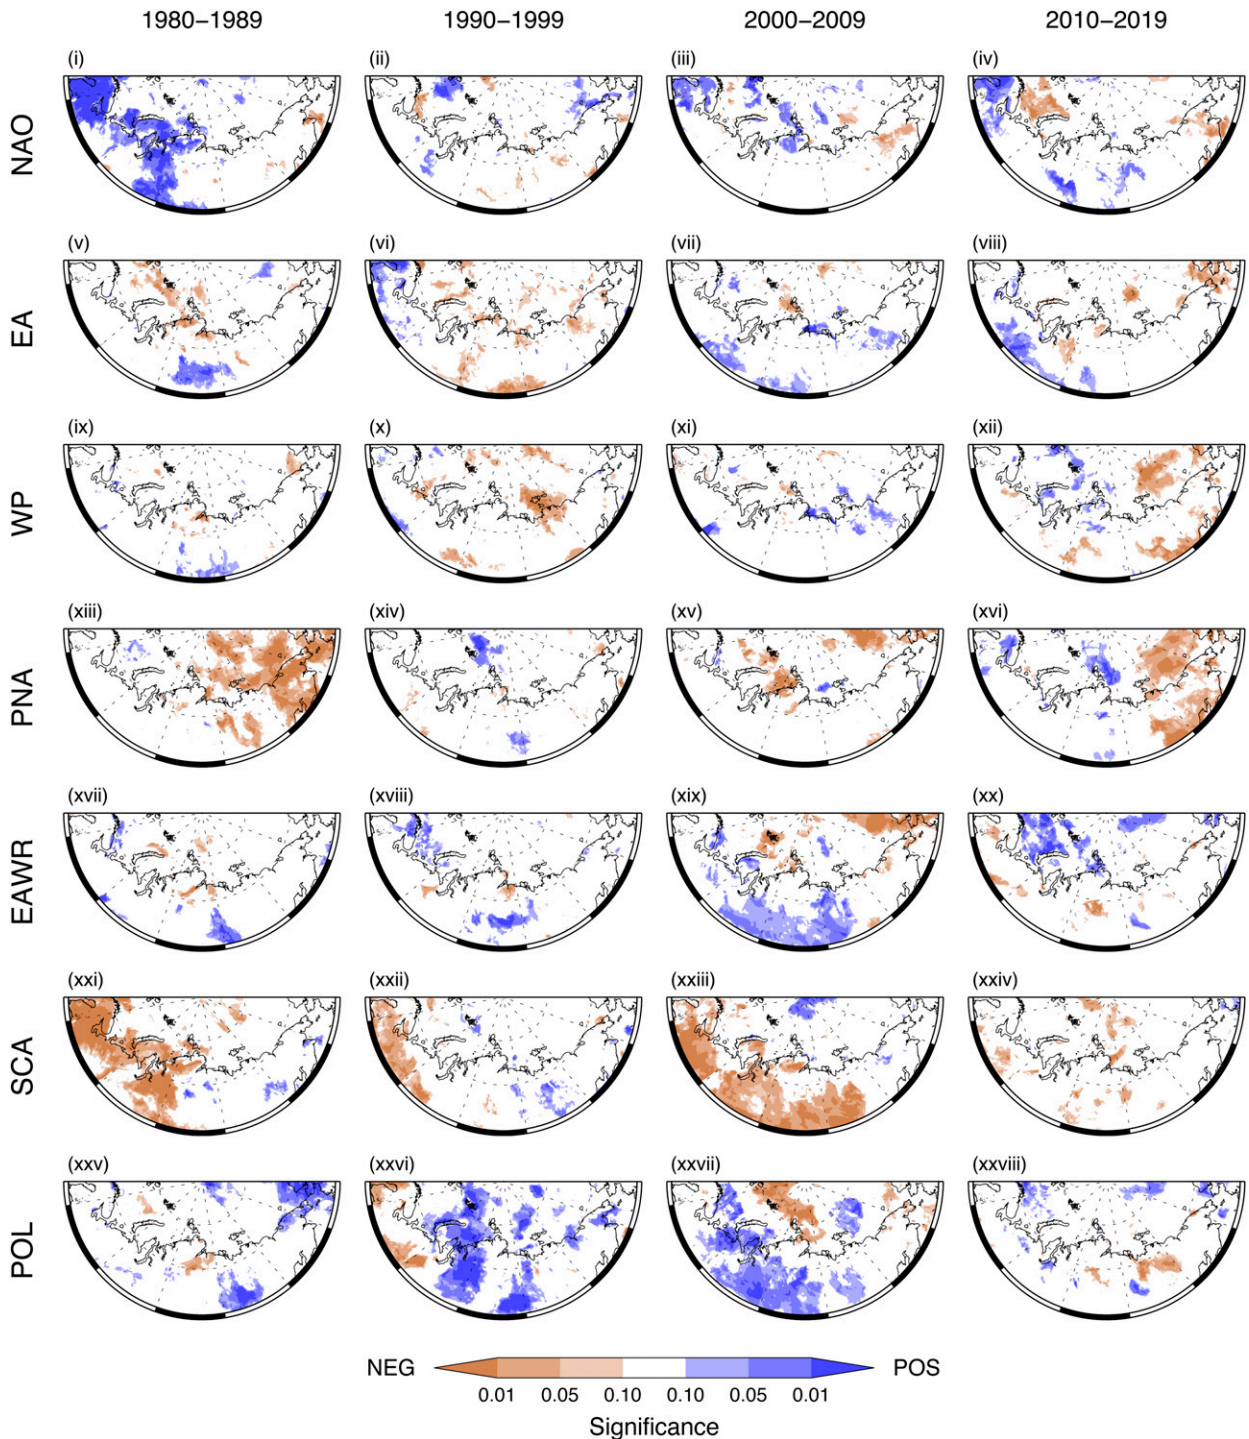 1980–1989 1990–1999 2000–2009 2010–2019
(i) (ii) (iii) (iv)
NAO
(v) (vi) (vii) (viii)
EA
(ix) (x) (xi) (xii)
WP
(xiii) (xiv) (xv) (xvi)
PNA
(xvii) (xviii) (xix) (xx)
EAWR
(xxi) (xxii) (xxiii) (xxiv)
SCA
(xxv) (xxvi) (xxvii) (xxviii)
POL
NEG POS
0.01 0.05 0.10 0.10 0.05 0.01
Significance